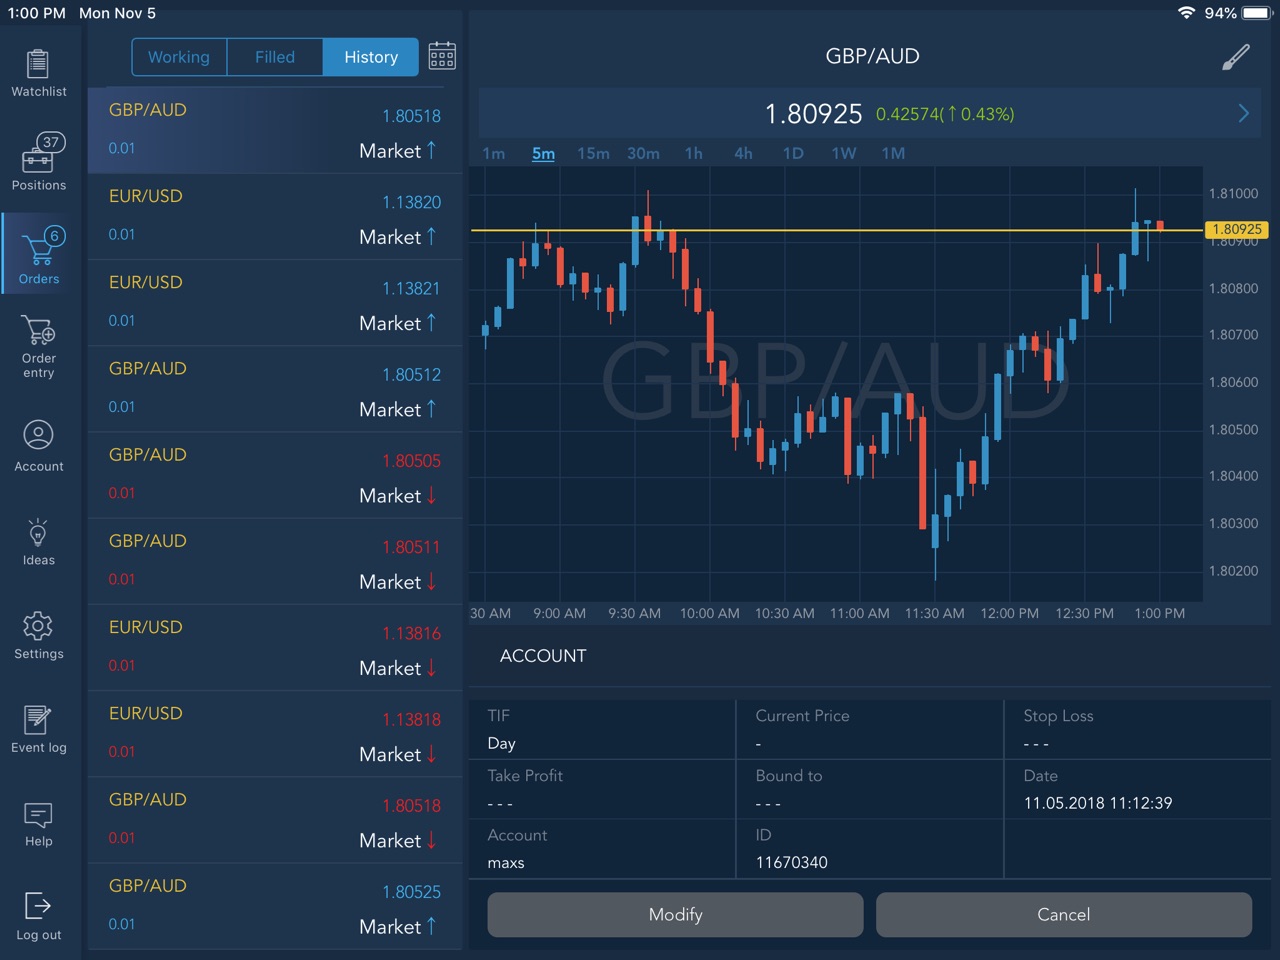 1:00 PM Mon Nov 5
94%
Watchlist
37
Positions
6
Orders
Order
entry
Account
Ideas
Settings
Event log
Help
Log out
Working Filled History
GBP/AUD
1.80518
0.01
Market ↑
EUR/USD
1.13820
0.01
Market ↑
EUR/USD
1.13821
0.01
Market ↑
GBP/AUD
1.80512
0.01
Market ↑
GBP/AUD
1.80505
0.01
Market ↓
GBP/AUD
1.80511
0.01
Market ↓
EUR/USD
1.13816
0.01
Market ↓
EUR/USD
1.13818
0.01
Market ↓
GBP/AUD
1.80518
0.01
Market ↓
GBP/AUD
1.80525
0.01
Market ↑
GBP/AUD
1.80925 0.42574(↑0.43%)
1m 5m 15m 30m 1h 4h 1D 1W 1M
GBP/AUD
1.81000
1.80925
1.80900
1.80800
1.80700
1.80600
1.80500
1.80400
1.80300
1.80200
30 AM 9:00 AM 9:30 AM 10:00 AM 10:30 AM 11:00 AM 11:30 AM 12:00 PM 12:30 PM 1:00 PM
ACCOUNT
TIF Current Price Stop Loss
Day - - - -
Take Profit Bound to Date
- - - - - - 11.05.2018 11:12:39
Account ID
maxs 11670340
Modify Cancel